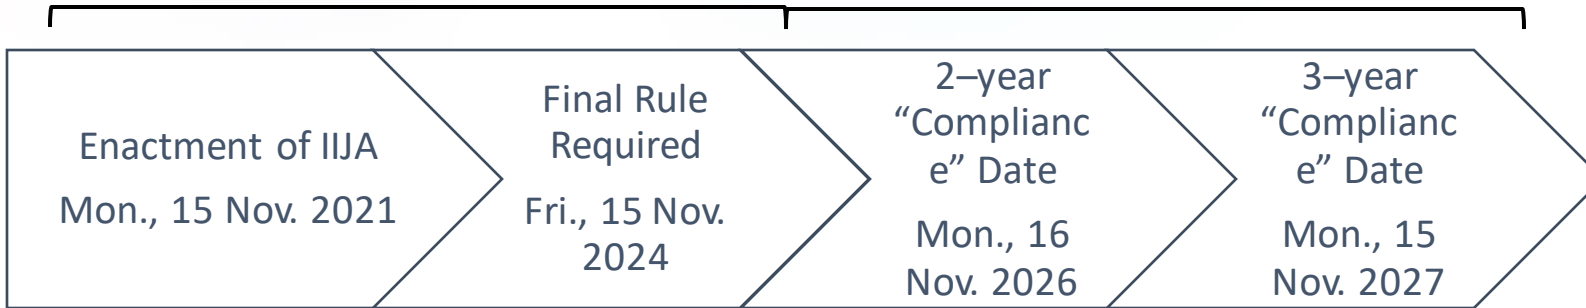 Enactment of IIJA
Mon., 15 Nov. 2021
Final Rule
Required
Fri., 15 Nov.
2024
2–year
“Complianc
e” Date
Mon., 16
Nov. 2026
3–year
“Complianc
e” Date
Mon., 15
Nov. 2027